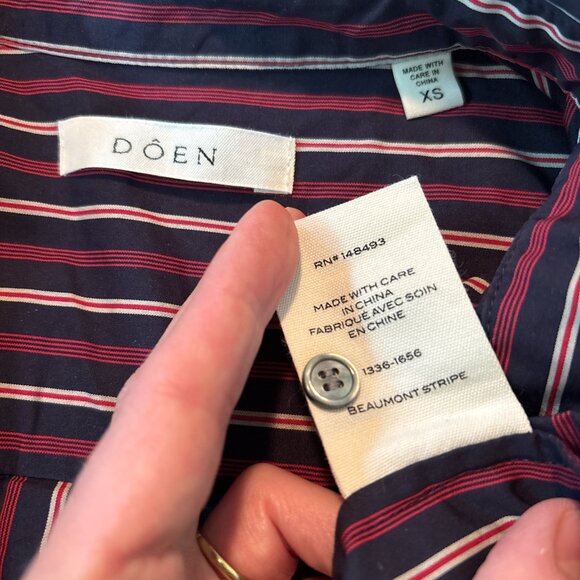 MADE WITH
CARE IN
CHINA
XS
DÔEN
RN# 148493
MADE WITH CARE
IN CHINA
FABRIQUÉ AVEC SOIN
EN CHINE
1336-1656
BEAUMONT STRIPE